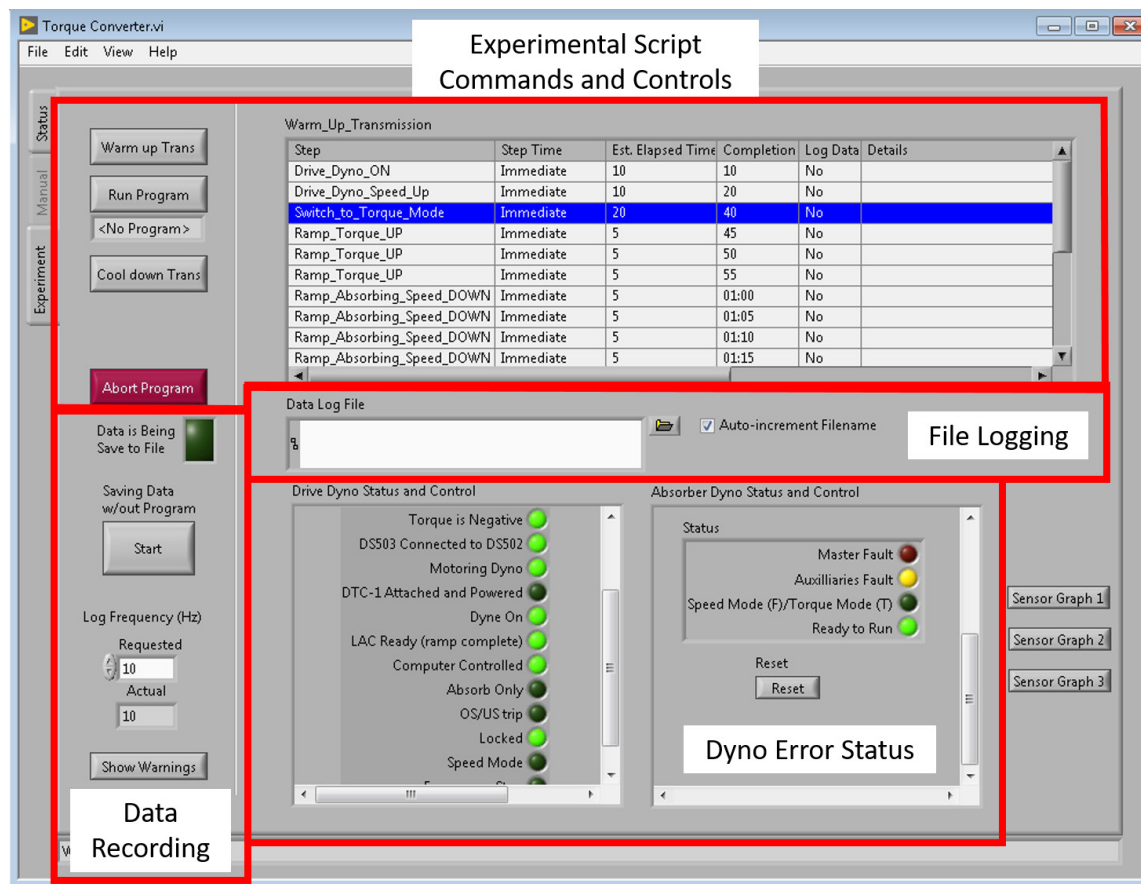 Torque Converter.vi
File Edit View Help
Experimental Script
Commands and Controls
Status
Manual
Experiment
Warm up Trans
Run Program
<No Program>
Cool down Trans
Abort Program
Warm_Up_Transmission
Step Step Time Est. Elapsed Time Completion Log Data Details
Drive_Dyno_ON Immediate 10 10 No
Drive_Dyno_Speed_Up Immediate 10 20 No
Switch_to_Torque_Mode Immediate 20 40 No
Ramp_Torque_UP Immediate 5 45 No
Ramp_Torque_UP Immediate 5 50 No
Ramp_Torque_UP Immediate 5 55 No
Ramp_Absorbing_Speed_DOWN Immediate 5 01:00 No
Ramp_Absorbing_Speed_DOWN Immediate 5 01:05 No
Ramp_Absorbing_Speed_DOWN Immediate 5 01:10 No
Ramp_Absorbing_Speed_DOWN Immediate 5 01:15 No
Data Log File
Auto-increment Filename
File Logging
Data is Being
Save to File
Saving Data
w/out Program
Start
Log Frequency (Hz)
Requested
10
Actual
10
Show Warnings
Data
Recording
Drive Dyno Status and Control
Torque is Negative
DS503 Connected to DS502
Motoring Dyno
DTC-1 Attached and Powered
Dyne On
LAC Ready (ramp complete)
Computer Controlled
Absorb Only
OS/US trip
Locked
Speed Mode
Absorber Dyno Status and Control
Status
Master Fault
Auxilliaries Fault
Speed Mode (F)/Torque Mode (T)
Ready to Run
Reset
Reset
Dyno Error Status
Sensor Graph 1
Sensor Graph 2
Sensor Graph 3